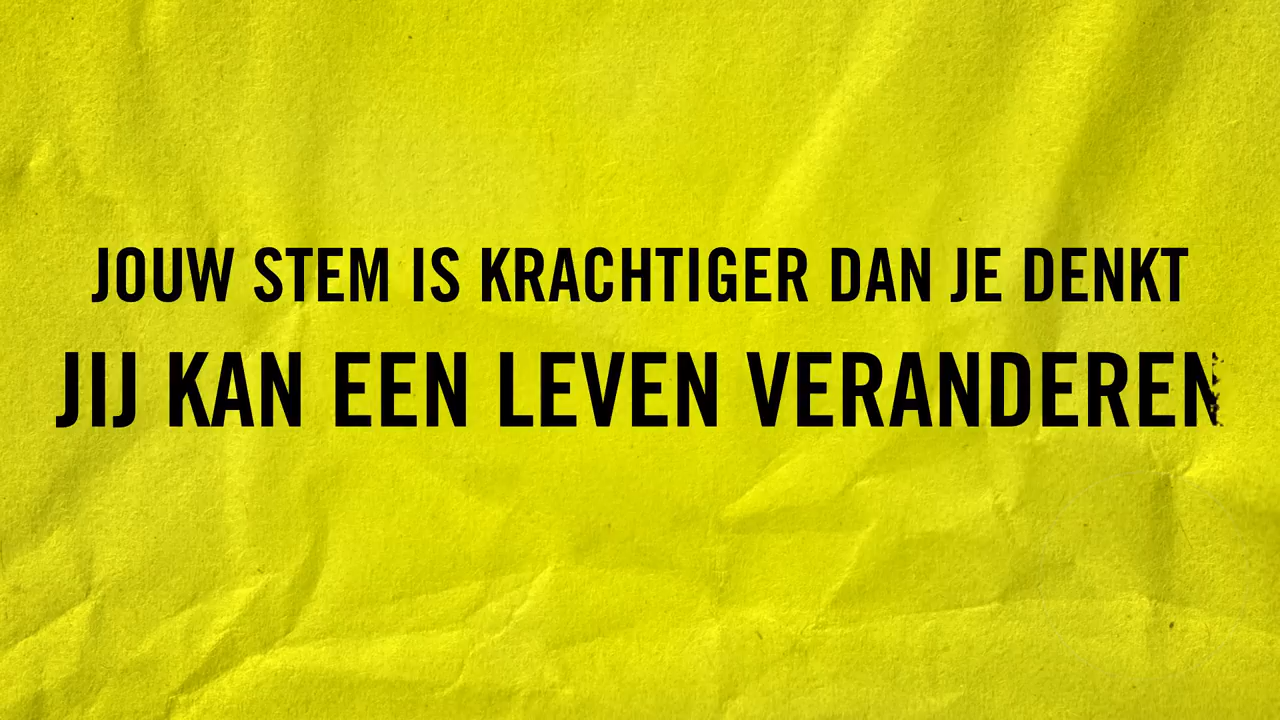 JOUW STEM IS KRACHTIGER DAN JE DENKT
JIJ KAN EEN LEVEN VERANDEREN